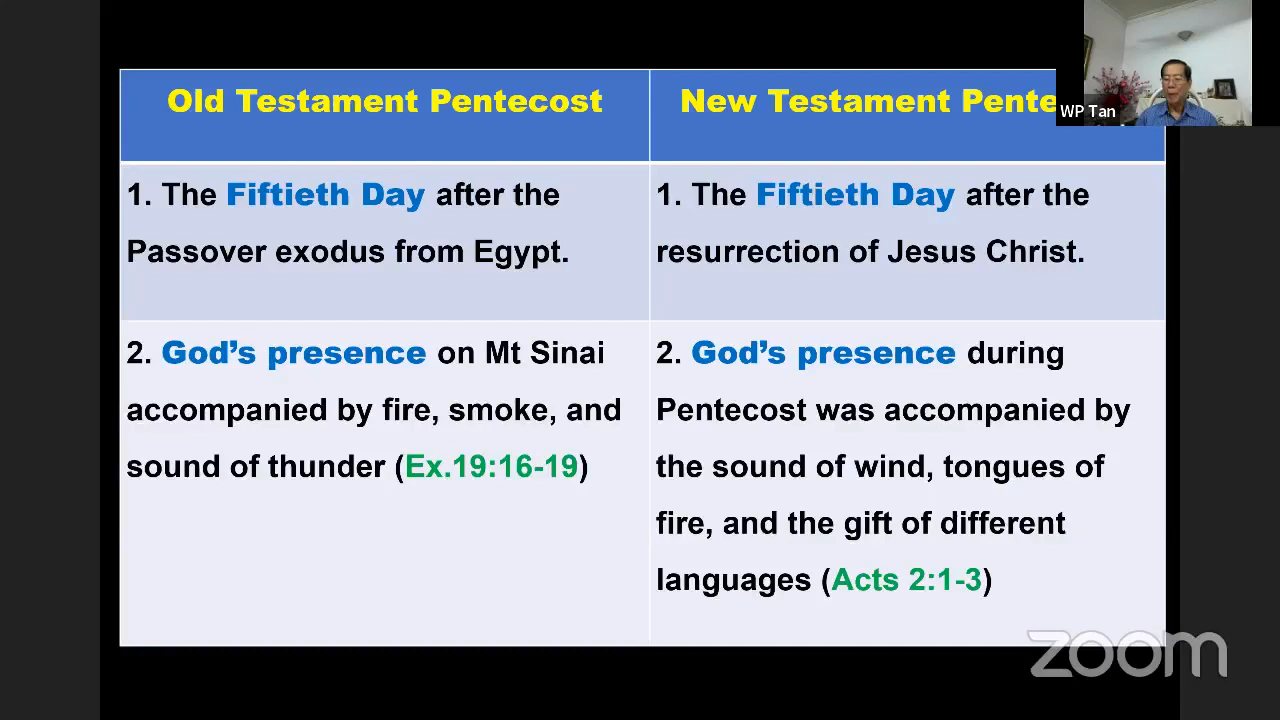 Old Testament Pentecost
New Testament Pente
WP Tan
1. The Fiftieth Day after the
Passover exodus from Egypt.
1. The Fiftieth Day after the
resurrection of Jesus Christ.
2. God’s presence on Mt Sinai
accompanied by fire, smoke, and
sound of thunder (Ex.19:16-19)
2. God’s presence during
Pentecost was accompanied by
the sound of wind, tongues of
fire, and the gift of different
languages (Acts 2:1-3)
zoom